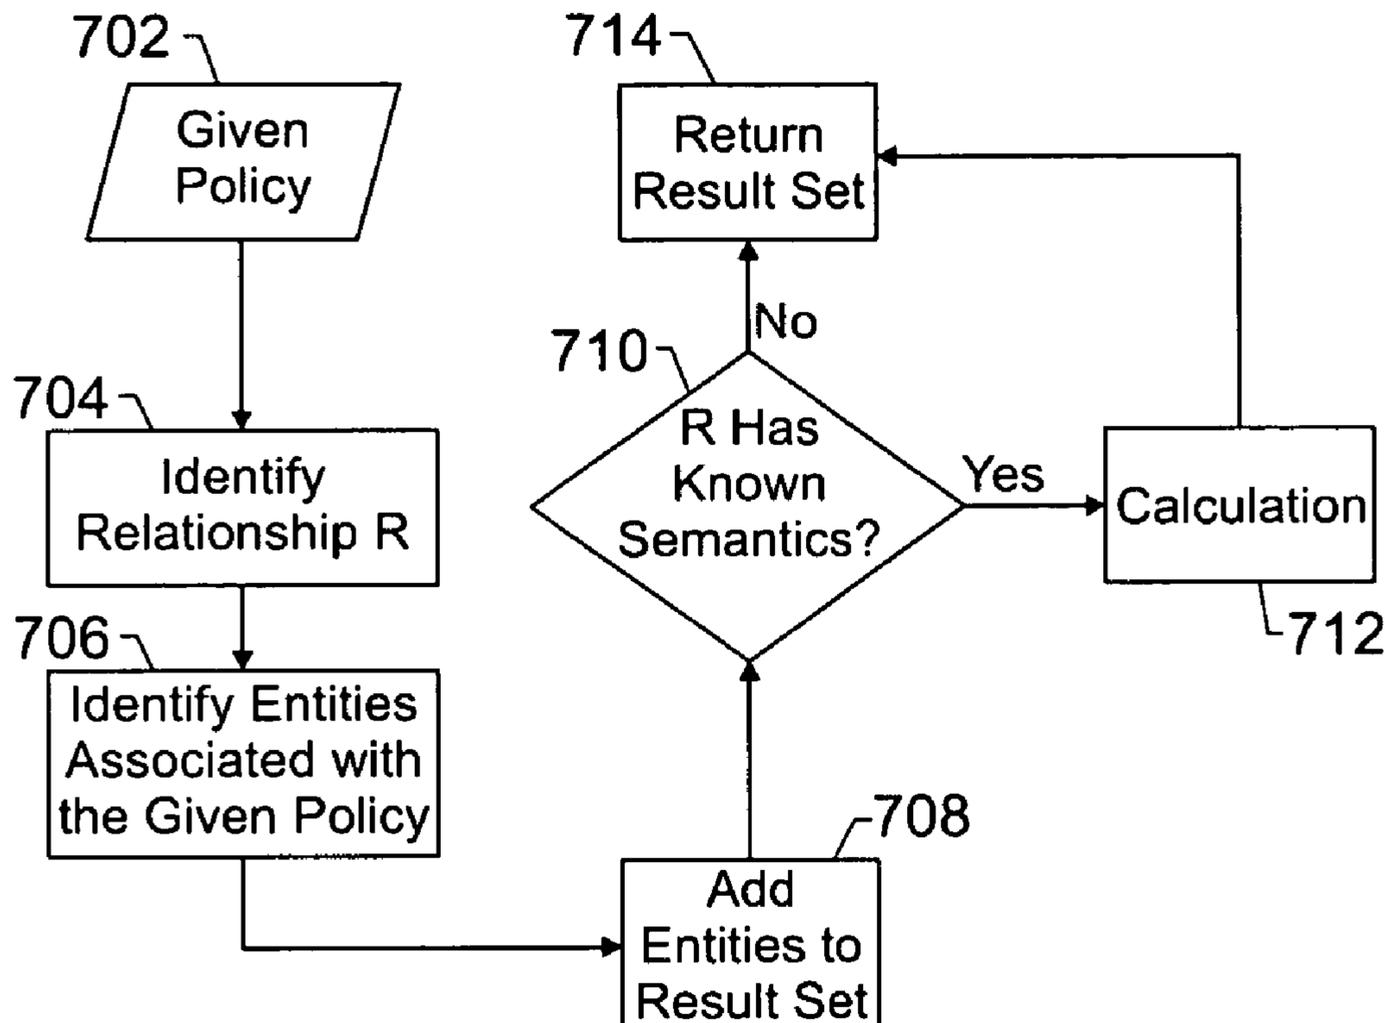 702
Given
Policy
704
Identify
Relationship R
706
Identify Entities
Associated with
the Given Policy
708
Add
Entities to
Result Set
710
R Has
Known
Semantics?
No
Yes
712
Calculation
714
Return
Result Set